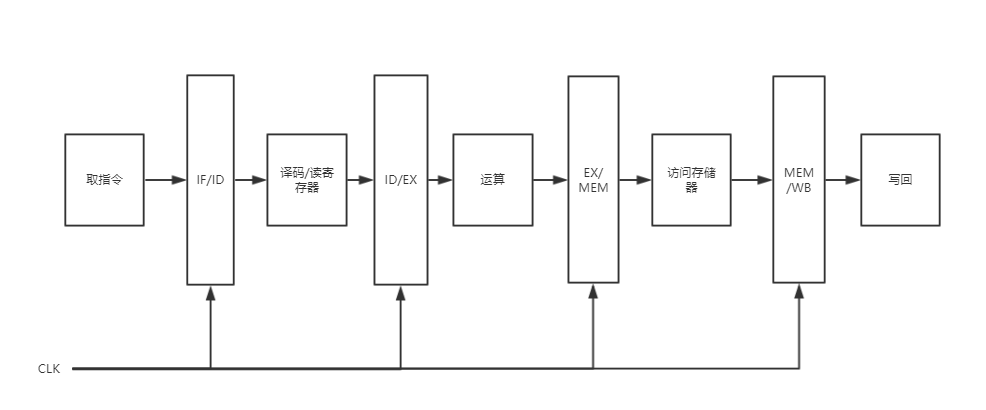 取指令
IF/ID
译码/读寄
存器
ID/EX
运算
EX/
MEM
访问存储
器
MEM
/WB
写回
CLK